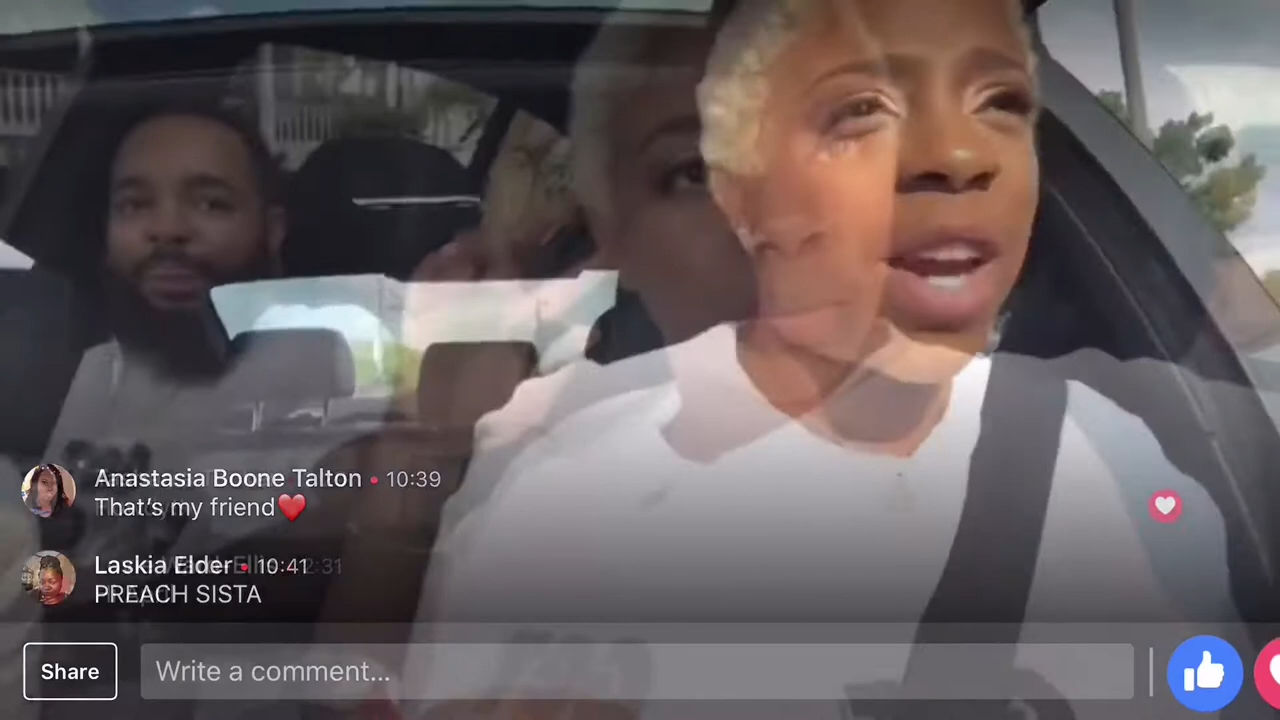 Anastasia Boone Talton • 10:39
That's my friend❤️
Laskia Elder • 10:41
PREACH SISTA
Share
Write a comment...